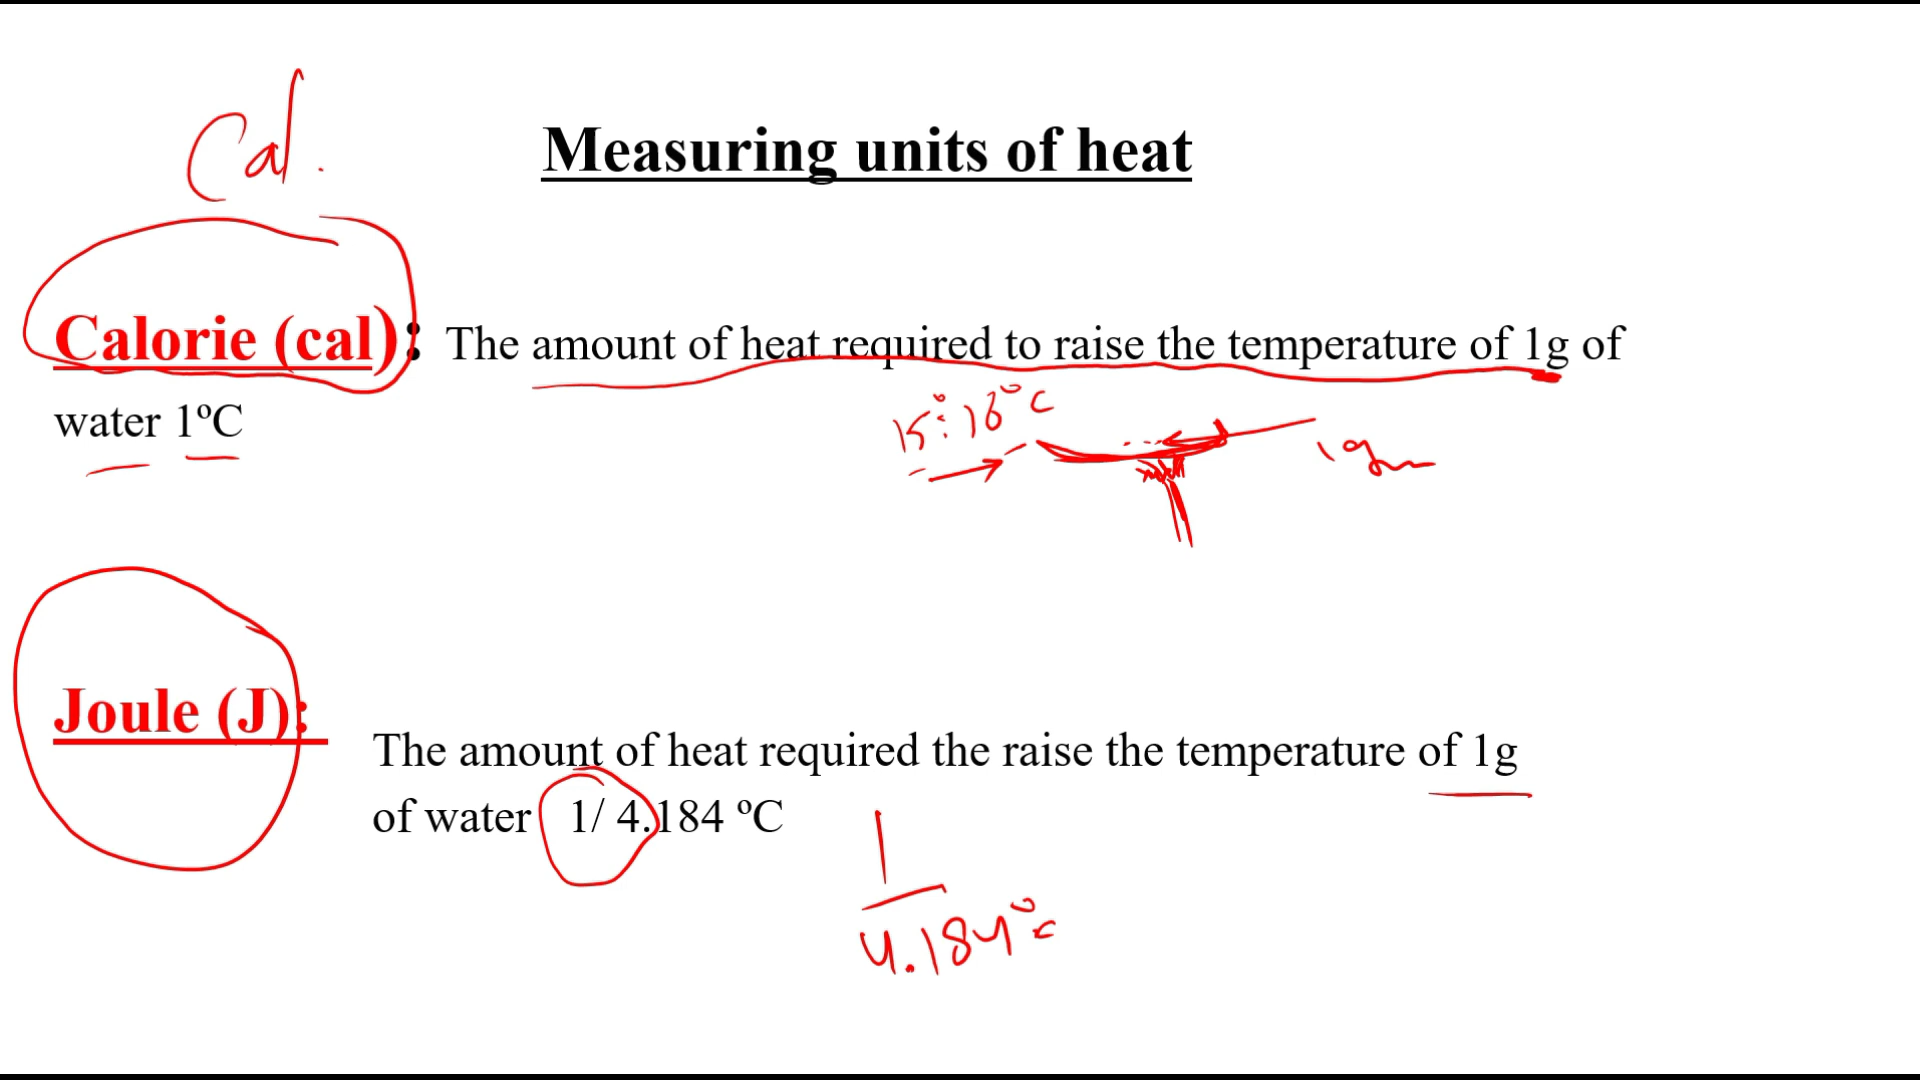 Cal.
Measuring units of heat
Calorie (cal): The amount of heat required to raise the temperature of 1g of
water 1ºC
15° : 16° C
1gm
Joule (J):
The amount of heat required the raise the temperature of 1g
of water 1/ 4.184 ºC
1
4.184°c